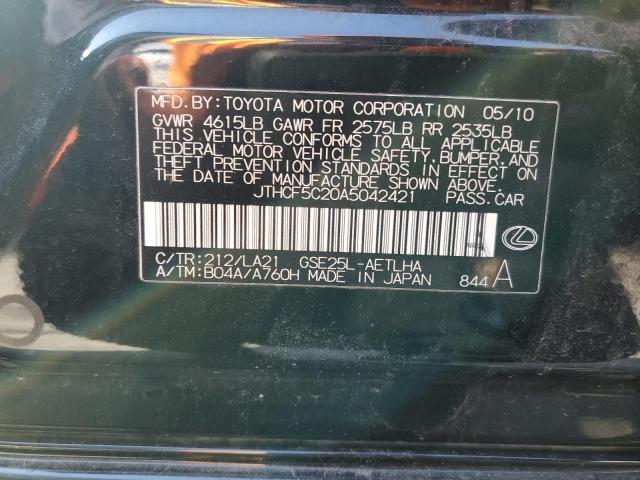 MFD.BY:TOYOTA MOTOR CORPORATION 05/10
GVWR 4615LB GAWR FR 2575LB RR 2535LB
THIS VEHICLE CONFORMS TO ALL APPLICABLE
FEDERAL MOTOR VEHICLE SAFETY,BUMPER,AND
THEFT PREVENTION STANDARDS IN EFFECT ON
THE DATE OF MANUFACTURE SHOWN ABOVE.
JTHCF5C20A5042421 PASS.CAR
C/TR:212/LA21 GSE25L-AETLHA
A/TM:B04A/A760H MADE IN JAPAN 844 A